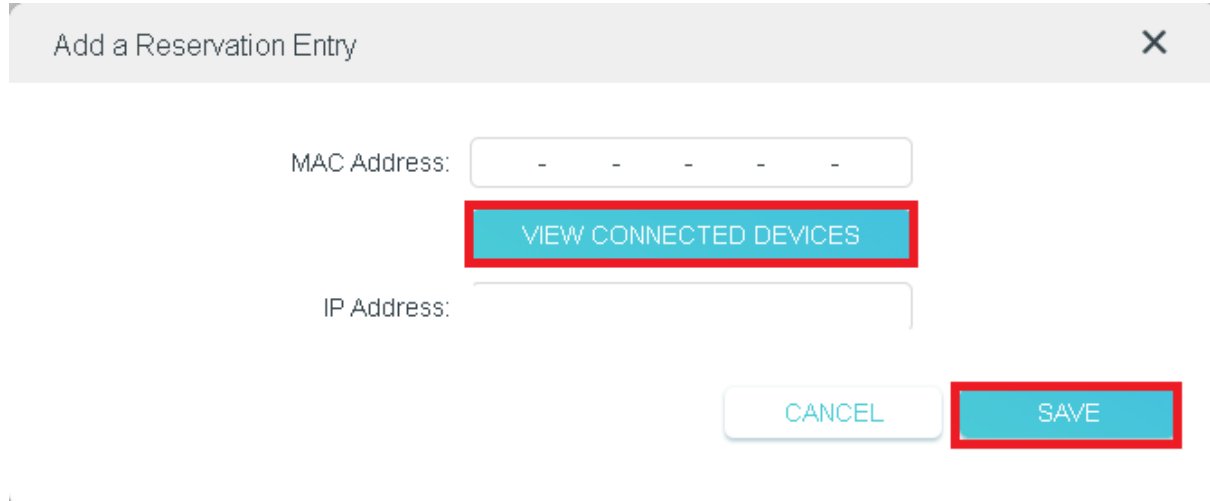 Add a Reservation Entry ×
MAC Address: - - - - -
VIEW CONNECTED DEVICES
IP Address:
CANCEL SAVE